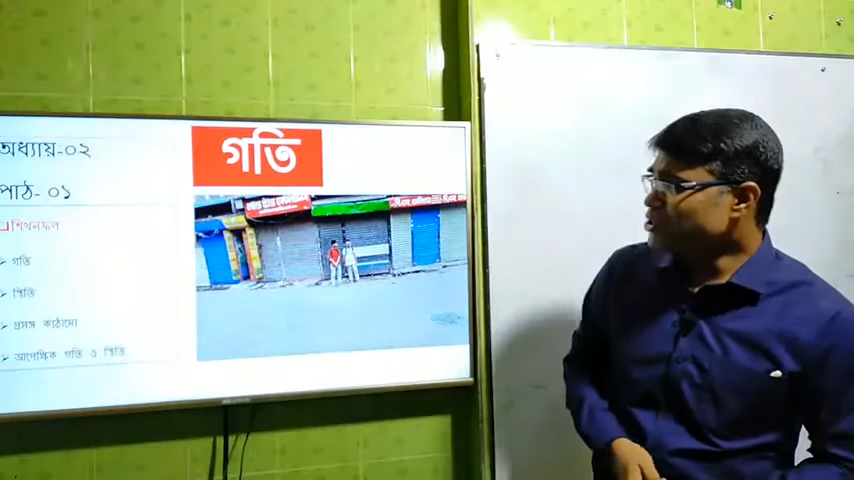 অধ্যায়-০২
গতি
পাঠ- ০১
শিখনফল
গতি
স্থিতি
প্রসঙ্গ কাঠামো
আপেক্ষিক গতি ও স্থিতি